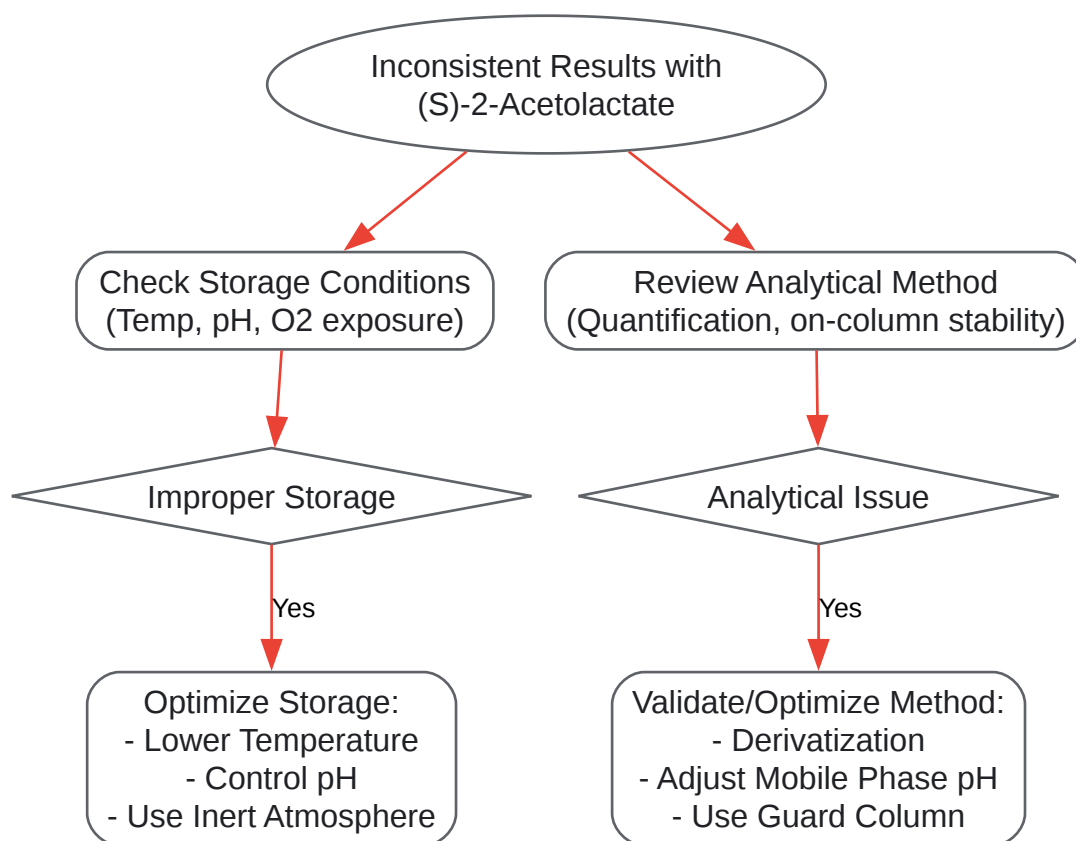 Inconsistent Results with
(S)-2-Acetolactate
Check Storage Conditions
(Temp, pH, O2 exposure)
Review Analytical Method
(Quantification, on-column stability)
Improper Storage
Analytical Issue
Yes
Yes
Optimize Storage:
- Lower Temperature
- Control pH
- Use Inert Atmosphere
Validate/Optimize Method:
- Derivatization
- Adjust Mobile Phase pH
- Use Guard Column